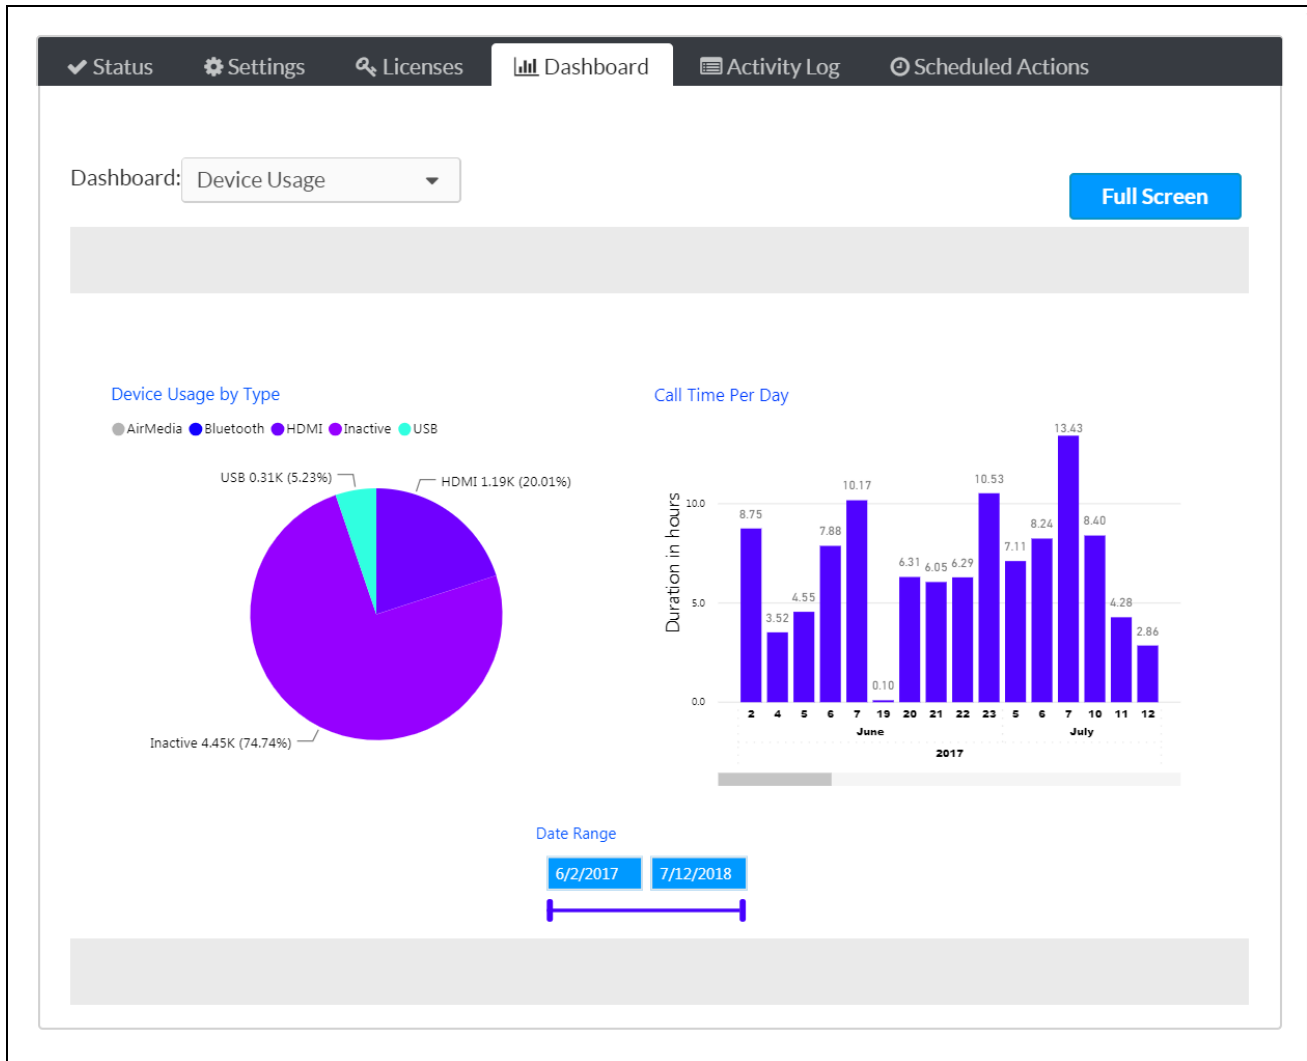 Status Settings Licenses Dashboard Activity Log Scheduled Actions
Dashboard: Device Usage
Full Screen
Device Usage by Type
AirMedia Bluetooth HDMI Inactive USB
USB 0.31K (5.23%)
HDMI 1.19K (20.01%)
Inactive 4.45K (74.74%)
Call Time Per Day
Duration in hours
10.0
5.0
0.0
8.75 3.52 4.55 7.88 10.17 0.10 6.31 6.05 6.29 10.53 7.11 8.24 13.43 8.40 4.28 2.86
2 4 5 6 7 19 20 21 22 23 5 6 7 10 11 12
June July
2017
Date Range
6/2/2017 7/12/2018